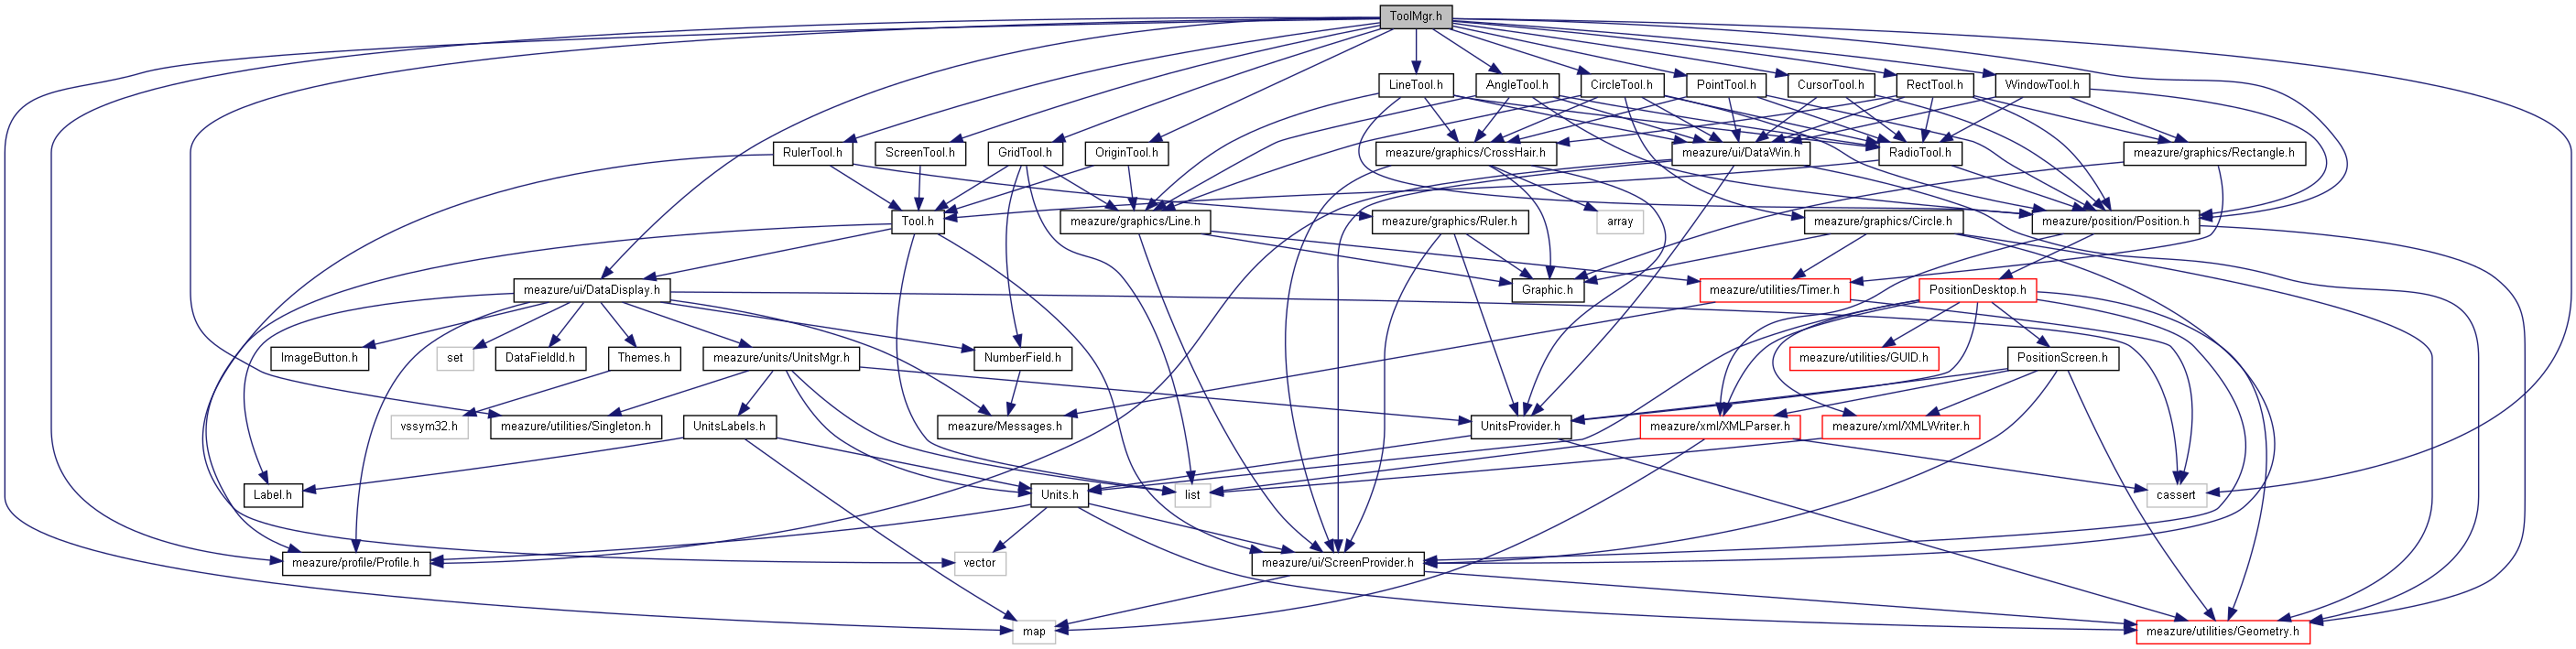 ToolMgr.h
LineTool.h
AngleTool.h
CircleTool.h
PointTool.h
CursorTool.h
RectTool.h
WindowTool.h
RulerTool.h
ScreenTool.h
GridTool.h
OriginTool.h
meazure/graphics/CrossHair.h
meazure/ui/DataWin.h
RadioTool.h
meazure/graphics/Rectangle.h
Tool.h
meazure/graphics/Line.h
meazure/graphics/Ruler.h
array
meazure/graphics/Circle.h
meazure/position/Position.h
meazure/ui/DataDisplay.h
Graphic.h
meazure/utilities/Timer.h
PositionDesktop.h
ImageButton.h
set
DataFieldId.h
Themes.h
meazure/units/UnitsMgr.h
NumberField.h
meazure/utilities/GUID.h
PositionScreen.h
vssym32.h
meazure/utilities/Singleton.h
UnitsLabels.h
meazure/Messages.h
UnitsProvider.h
meazure/xml/XMLParser.h
meazure/xml/XMLWriter.h
Label.h
Units.h
list
cassert
meazure/profile/Profile.h
vector
meazure/ui/ScreenProvider.h
map
meazure/utilities/Geometry.h